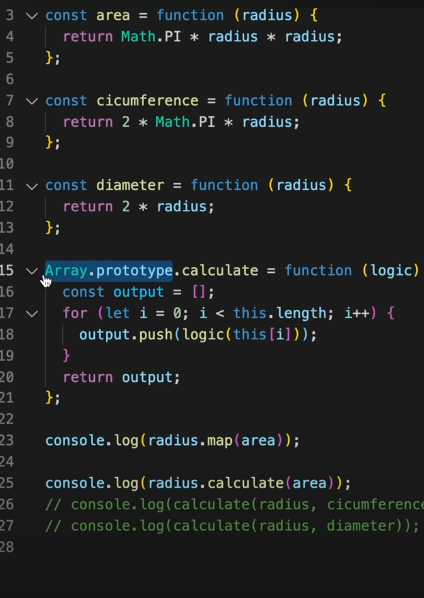 3 const area = function (radius) {
4 return Math.PI * radius * radius;
5 };
6
7 const cicumference = function (radius) {
8 return 2 * Math.PI * radius;
9 };
10
11 const diameter = function (radius) {
12 return 2 * radius;
13 };
14
15 Array.prototype.calculate = function (logic)
16 const output = [];
17 for (let i = 0; i < this.length; i++) {
18 output.push(logic(this[i]));
19 }
20 return output;
21 };
22
23 console.log(radius.map(area));
24
25 console.log(radius.calculate(area));
26 // console.log(calculate(radius, cicumference
27 // console.log(calculate(radius, diameter));
28